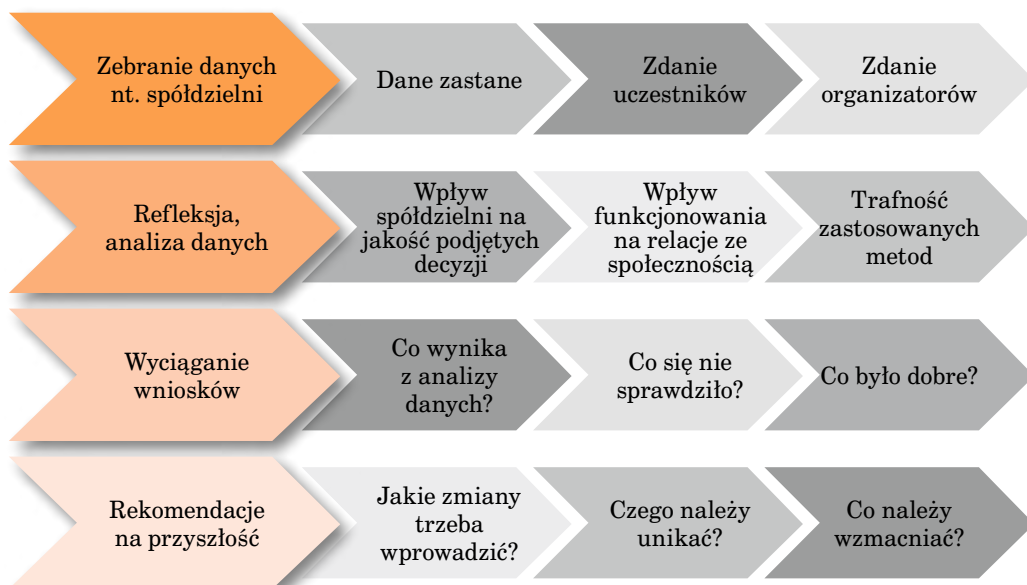 Zebranie danych
nt. spółdzielni
Dane zastane
Zdanie
uczestników
Zdanie
organizatorów
Refleksja,
analiza danych
Wpływ
spółdzielni na
jakość podjętych
decyzji
Wpływ
funkcjonowania
na relacje ze
społecznością
Trafność
zastosowanych
metod
Wyciąganie
wniosków
Co wynika
z analizy
danych?
Co się nie
sprawdziło?
Co było dobre?
Rekomendacje
na przyszłość
Jakie zmiany
trzeba
wprowadzić?
Czego należy
unikać?
Co należy
wzmacniać?